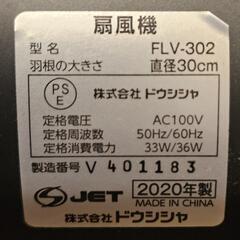 扇風機
型名 FLV-302
羽根の大きさ 直径30cm
PS
E
株式会社ドウシシャ
定格電圧 AC100V
定格周波数 50Hz/60Hz
定格消費電力 33W/36W
製造番号 V 401183
S JET 2020年製
MADE IN CHINA
株式会社ドウシシャ